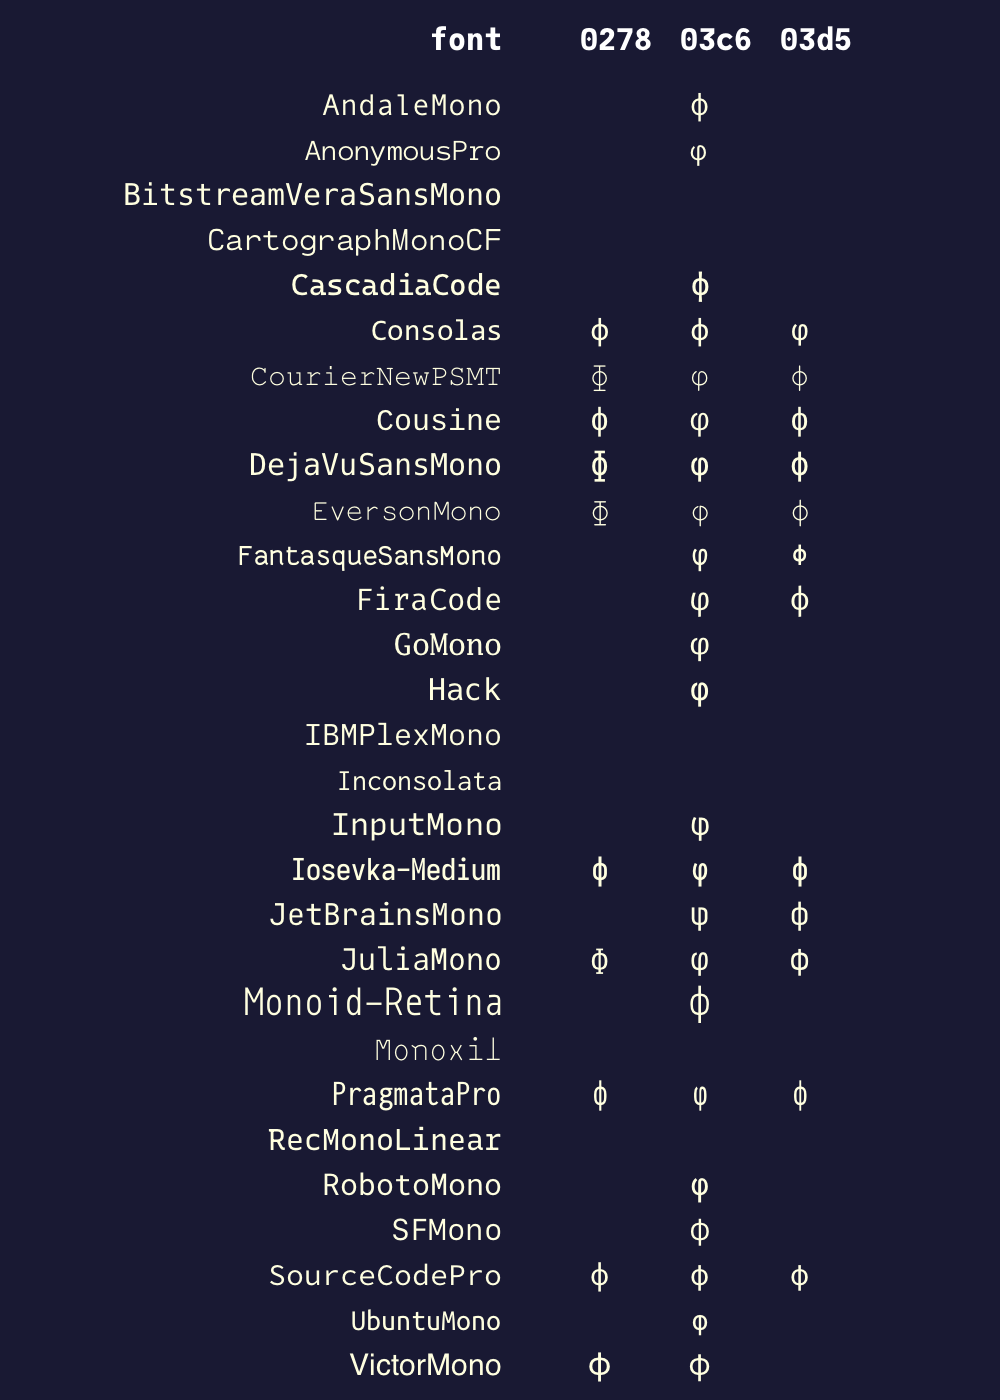 font 0278 03c6 03d5
AndaleMono ϕ
AnonymousPro φ
BitstreamVeraSansMono
CartographMonoCF
CascadiaCode ϕ
Consolas ɸ ϕ φ
CourierNewPSMT ɸ φ ϕ
Cousine ɸ φ ϕ
DejaVuSansMono ɸ φ ϕ
EversonMono ɸ φ ϕ
FantasqueSansMono φ ϕ
FiraCode φ ϕ
GoMono φ
Hack φ
IBMPlexMono
Inconsolata
InputMono φ
Iosevka-Medium ɸ φ ϕ
JetBrainsMono φ ϕ
JuliaMono ɸ φ ϕ
Monoid-Retina ϕ
Monoxil
PragmataPro ɸ φ ϕ
RecMonoLinear
RobotoMono φ
SFMono ϕ
SourceCodePro ɸ ϕ ϕ
UbuntuMono φ
VictorMono ɸ ϕ